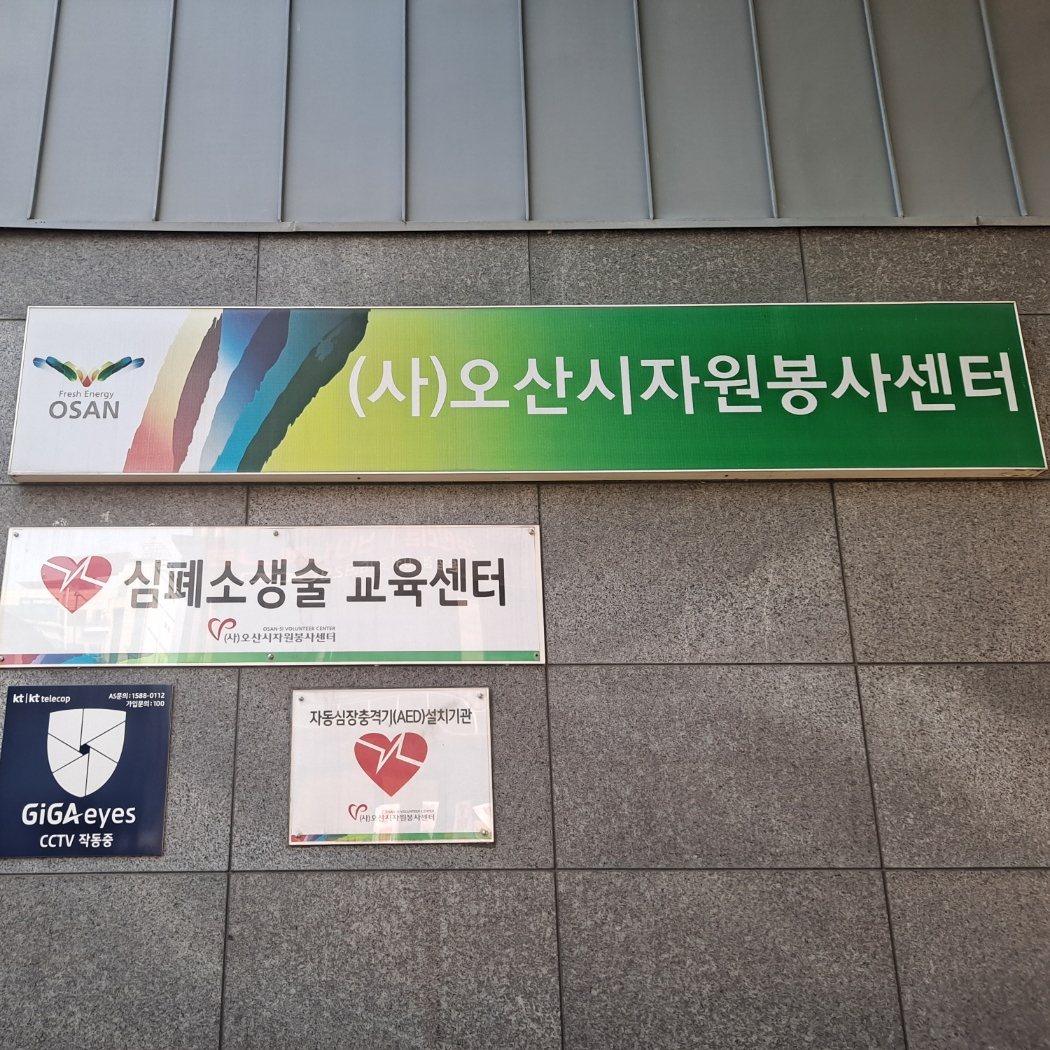 Fresh Energy
OSAN
(사)오산시자원봉사센터
심폐소생술 교육센터
OSAN-SI VOLUNTEER CENTER
(사)오산시자원봉사센터
kt kt telecop
AS문의:1588-0112
가입문의:100
GiGAeyes
CCTV 작동중
자동심장충격기(AED)설치기관
(사)오산시자원봉사센터